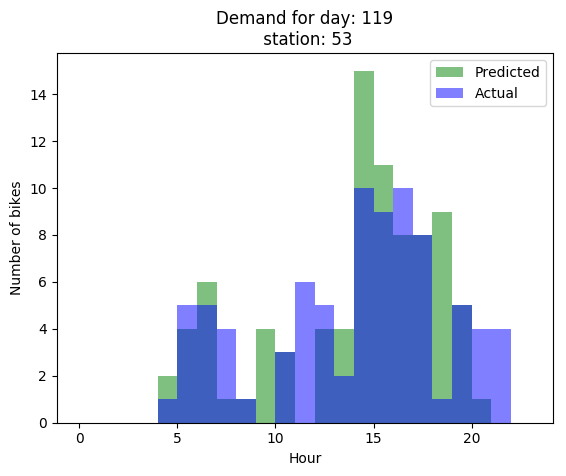 Demand for day: 119
station: 53
Predicted
Actual
Number of bikes
14
12
10
8
6
4
2
0
0 5 10 15 20
Hour